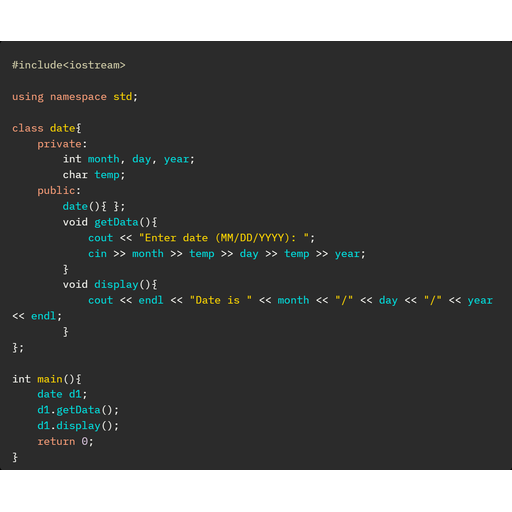 #include<iostream>
using namespace std;
class date{
private:
int month, day, year;
char temp;
public:
date(){ };
void getData(){
cout << "Enter date (MM/DD/YYYY): ";
cin >> month >> temp >> day >> temp >> year;
}
void display(){
cout << endl << "Date is " << month << "/" << day << "/" << year
<< endl;
}
};
int main(){
date d1;
d1.getData();
d1.display();
return 0;
}